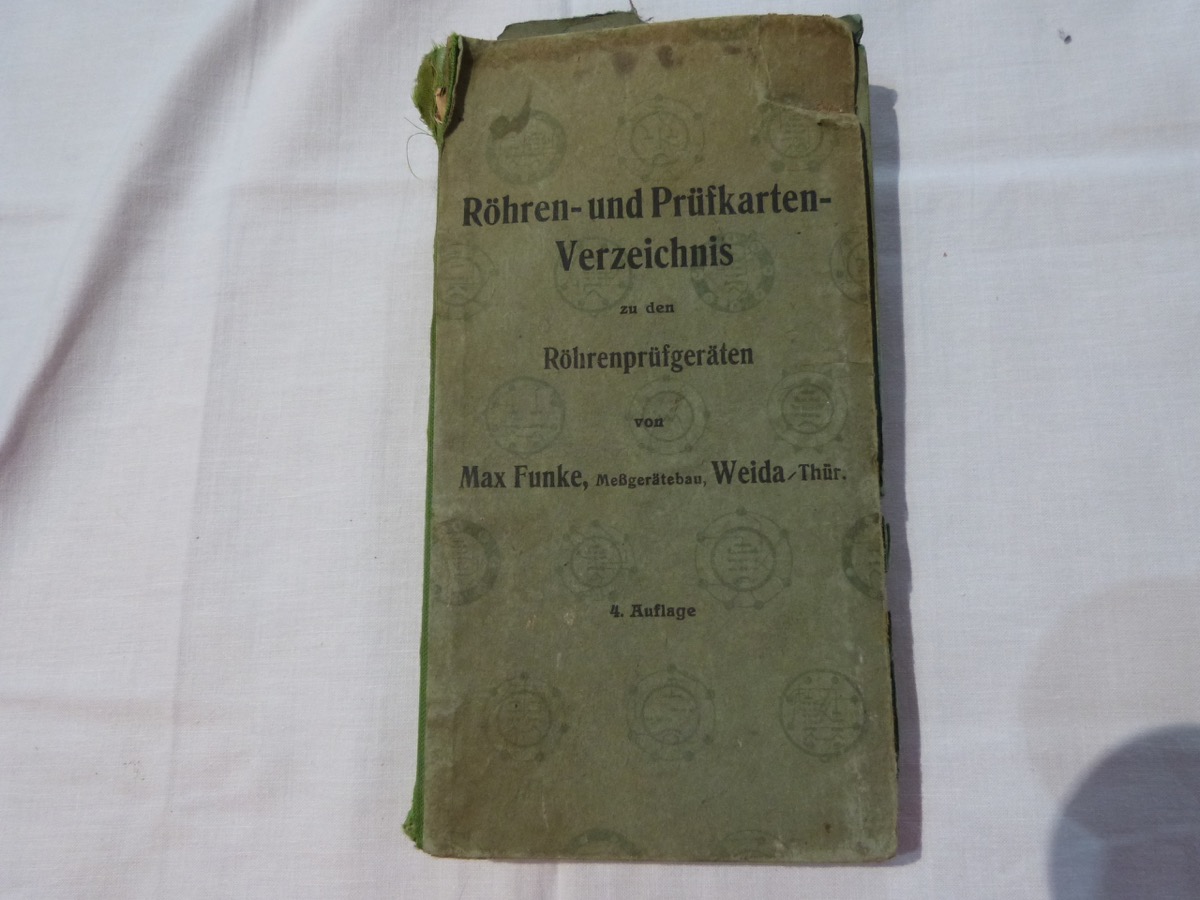 Röhren- und Prüfkarten-
Verzeichnis
zu den
Röhrenprüfgeräten
von
Max Funke, Meßgerätebau, Weida/Thür.
4. Auflage